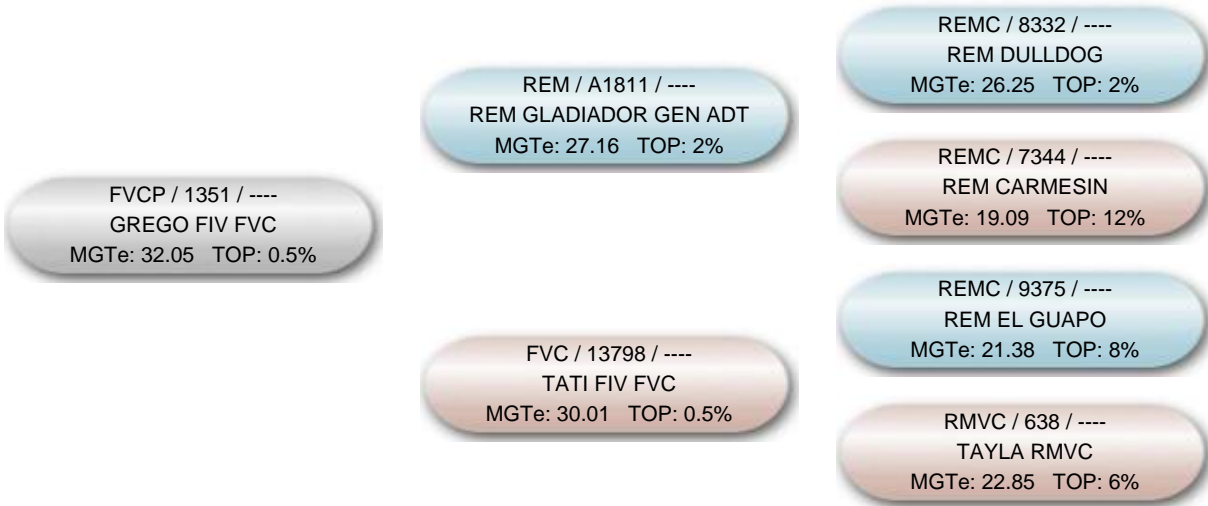 FVCP / 1351 / ----
GREGO FIV FVC
MGTe: 32.05 TOP: 0.5%
REM / A1811 / ----
REM GLADIADOR GEN ADT
MGTe: 27.16 TOP: 2%
FVC / 13798 / ----
TATI FIV FVC
MGTe: 30.01 TOP: 0.5%
REMC / 8332 / ----
REM DULLDOG
MGTe: 26.25 TOP: 2%
REMC / 7344 / ----
REM CARMESIN
MGTe: 19.09 TOP: 12%
REMC / 9375 / ----
REM EL GUAPO
MGTe: 21.38 TOP: 8%
RMVC / 638 / ----
TAYLA RMVC
MGTe: 22.85 TOP: 6%